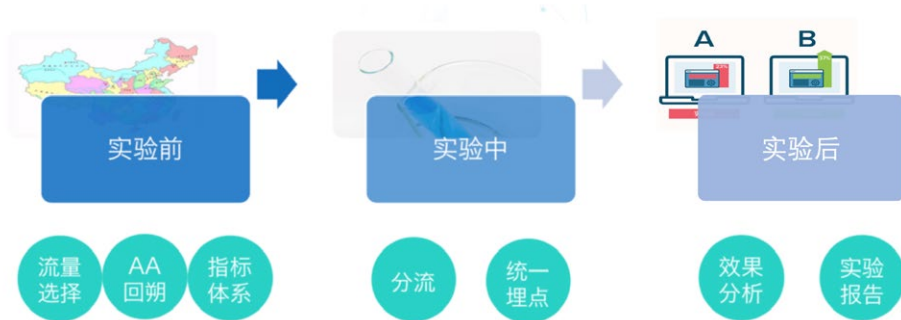 A
B
实验前
实验中
实验后
流量
选择
AA
回朔
指标
体系
分流
统一
埋点
效果
分析
实验
报告